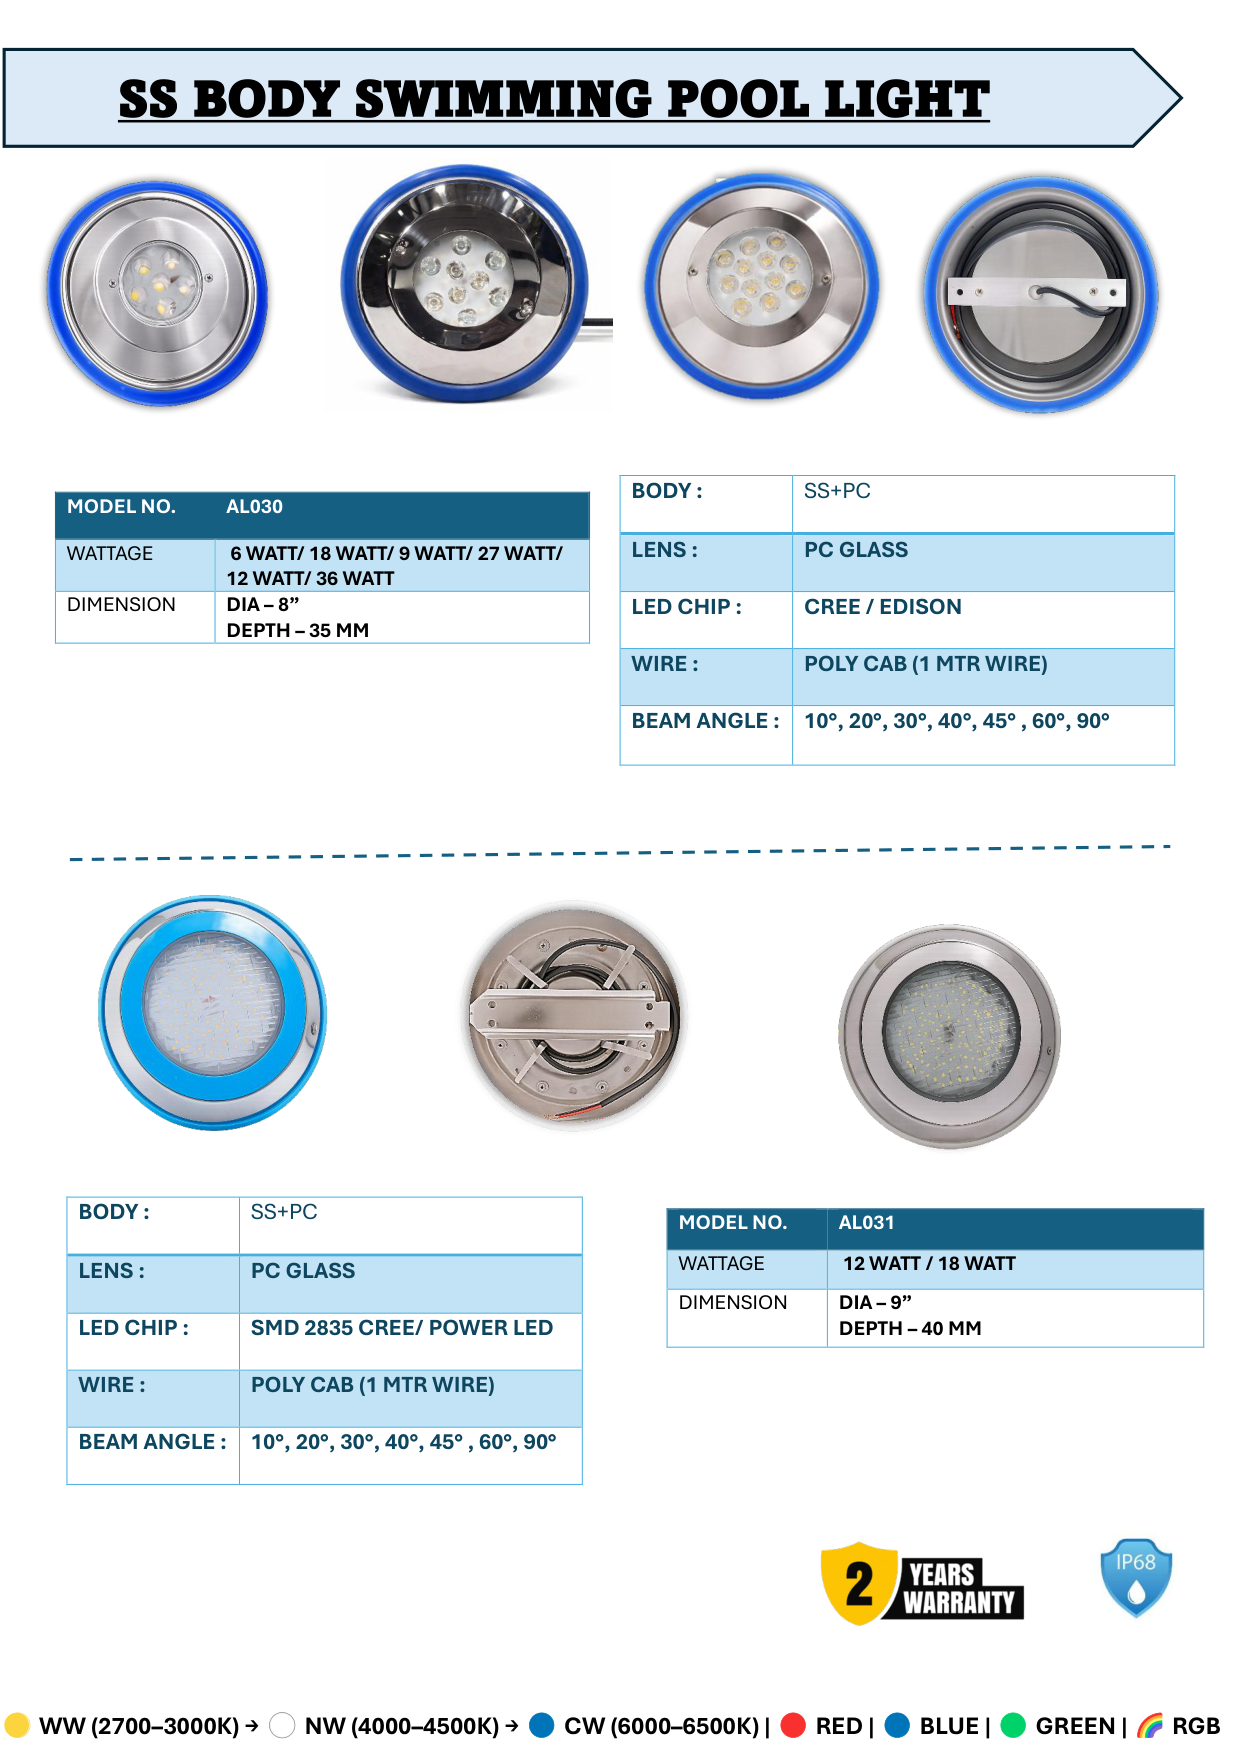 SS BODY SWIMMING POOL LIGHT
MODEL NO. AL030
WATTAGE 6 WATT/ 18 WATT/ 9 WATT/ 27 WATT/
12 WATT/ 36 WATT
DIMENSION DIA – 8”
DEPTH – 35 MM
BODY : SS+PC
LENS : PC GLASS
LED CHIP : CREE / EDISON
WIRE : POLY CAB (1 MTR WIRE)
BEAM ANGLE : 10°, 20°, 30°, 40°, 45° , 60°, 90°
BODY : SS+PC
LENS : PC GLASS
LED CHIP : SMD 2835 CREE/ POWER LED
WIRE : POLY CAB (1 MTR WIRE)
BEAM ANGLE : 10°, 20°, 30°, 40°, 45° , 60°, 90°
MODEL NO. AL031
WATTAGE 12 WATT / 18 WATT
DIMENSION DIA – 9”
DEPTH – 40 MM
2 YEARS
WARRANTY
IP68
WW (2700–3000K) → NW (4000–4500K) → CW (6000–6500K) | RED | BLUE | GREEN | RGB